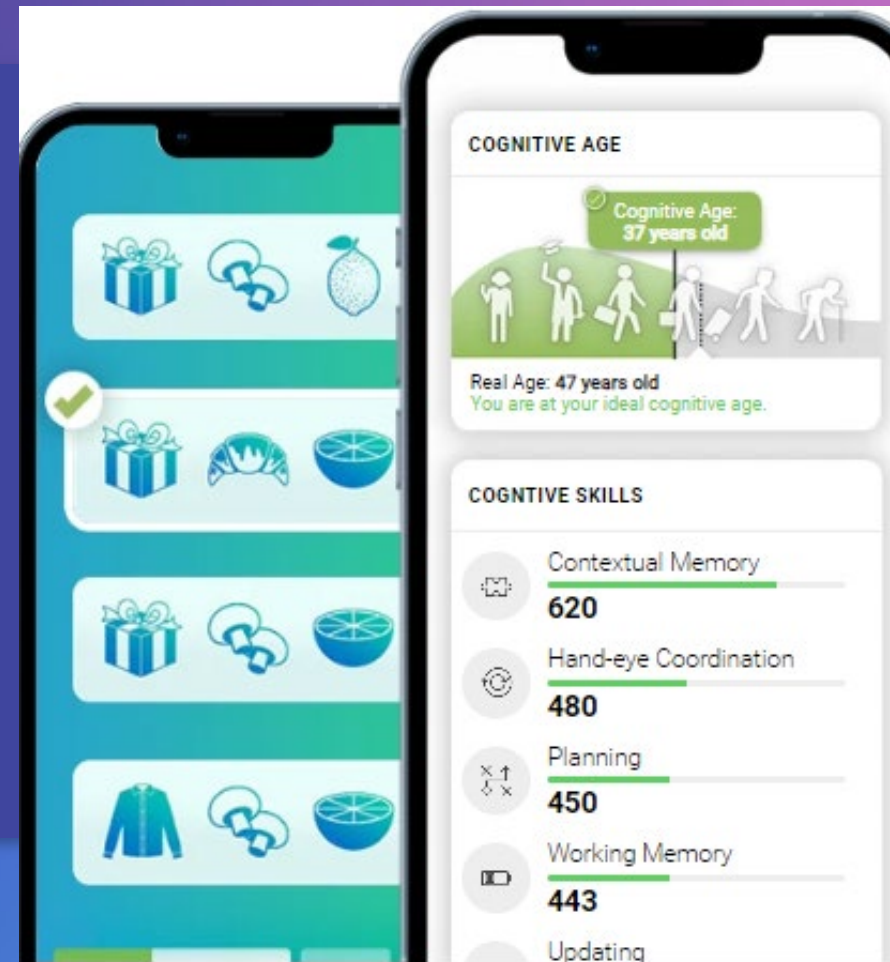 COGNITIVE AGE
Cognitive Age:
37 years old
Real Age: 47 years old
You are at your ideal cognitive age.
COGNTIVE SKILLS
Contextual Memory
620
Hand-eye Coordination
480
Planning
450
Working Memory
443
Updating